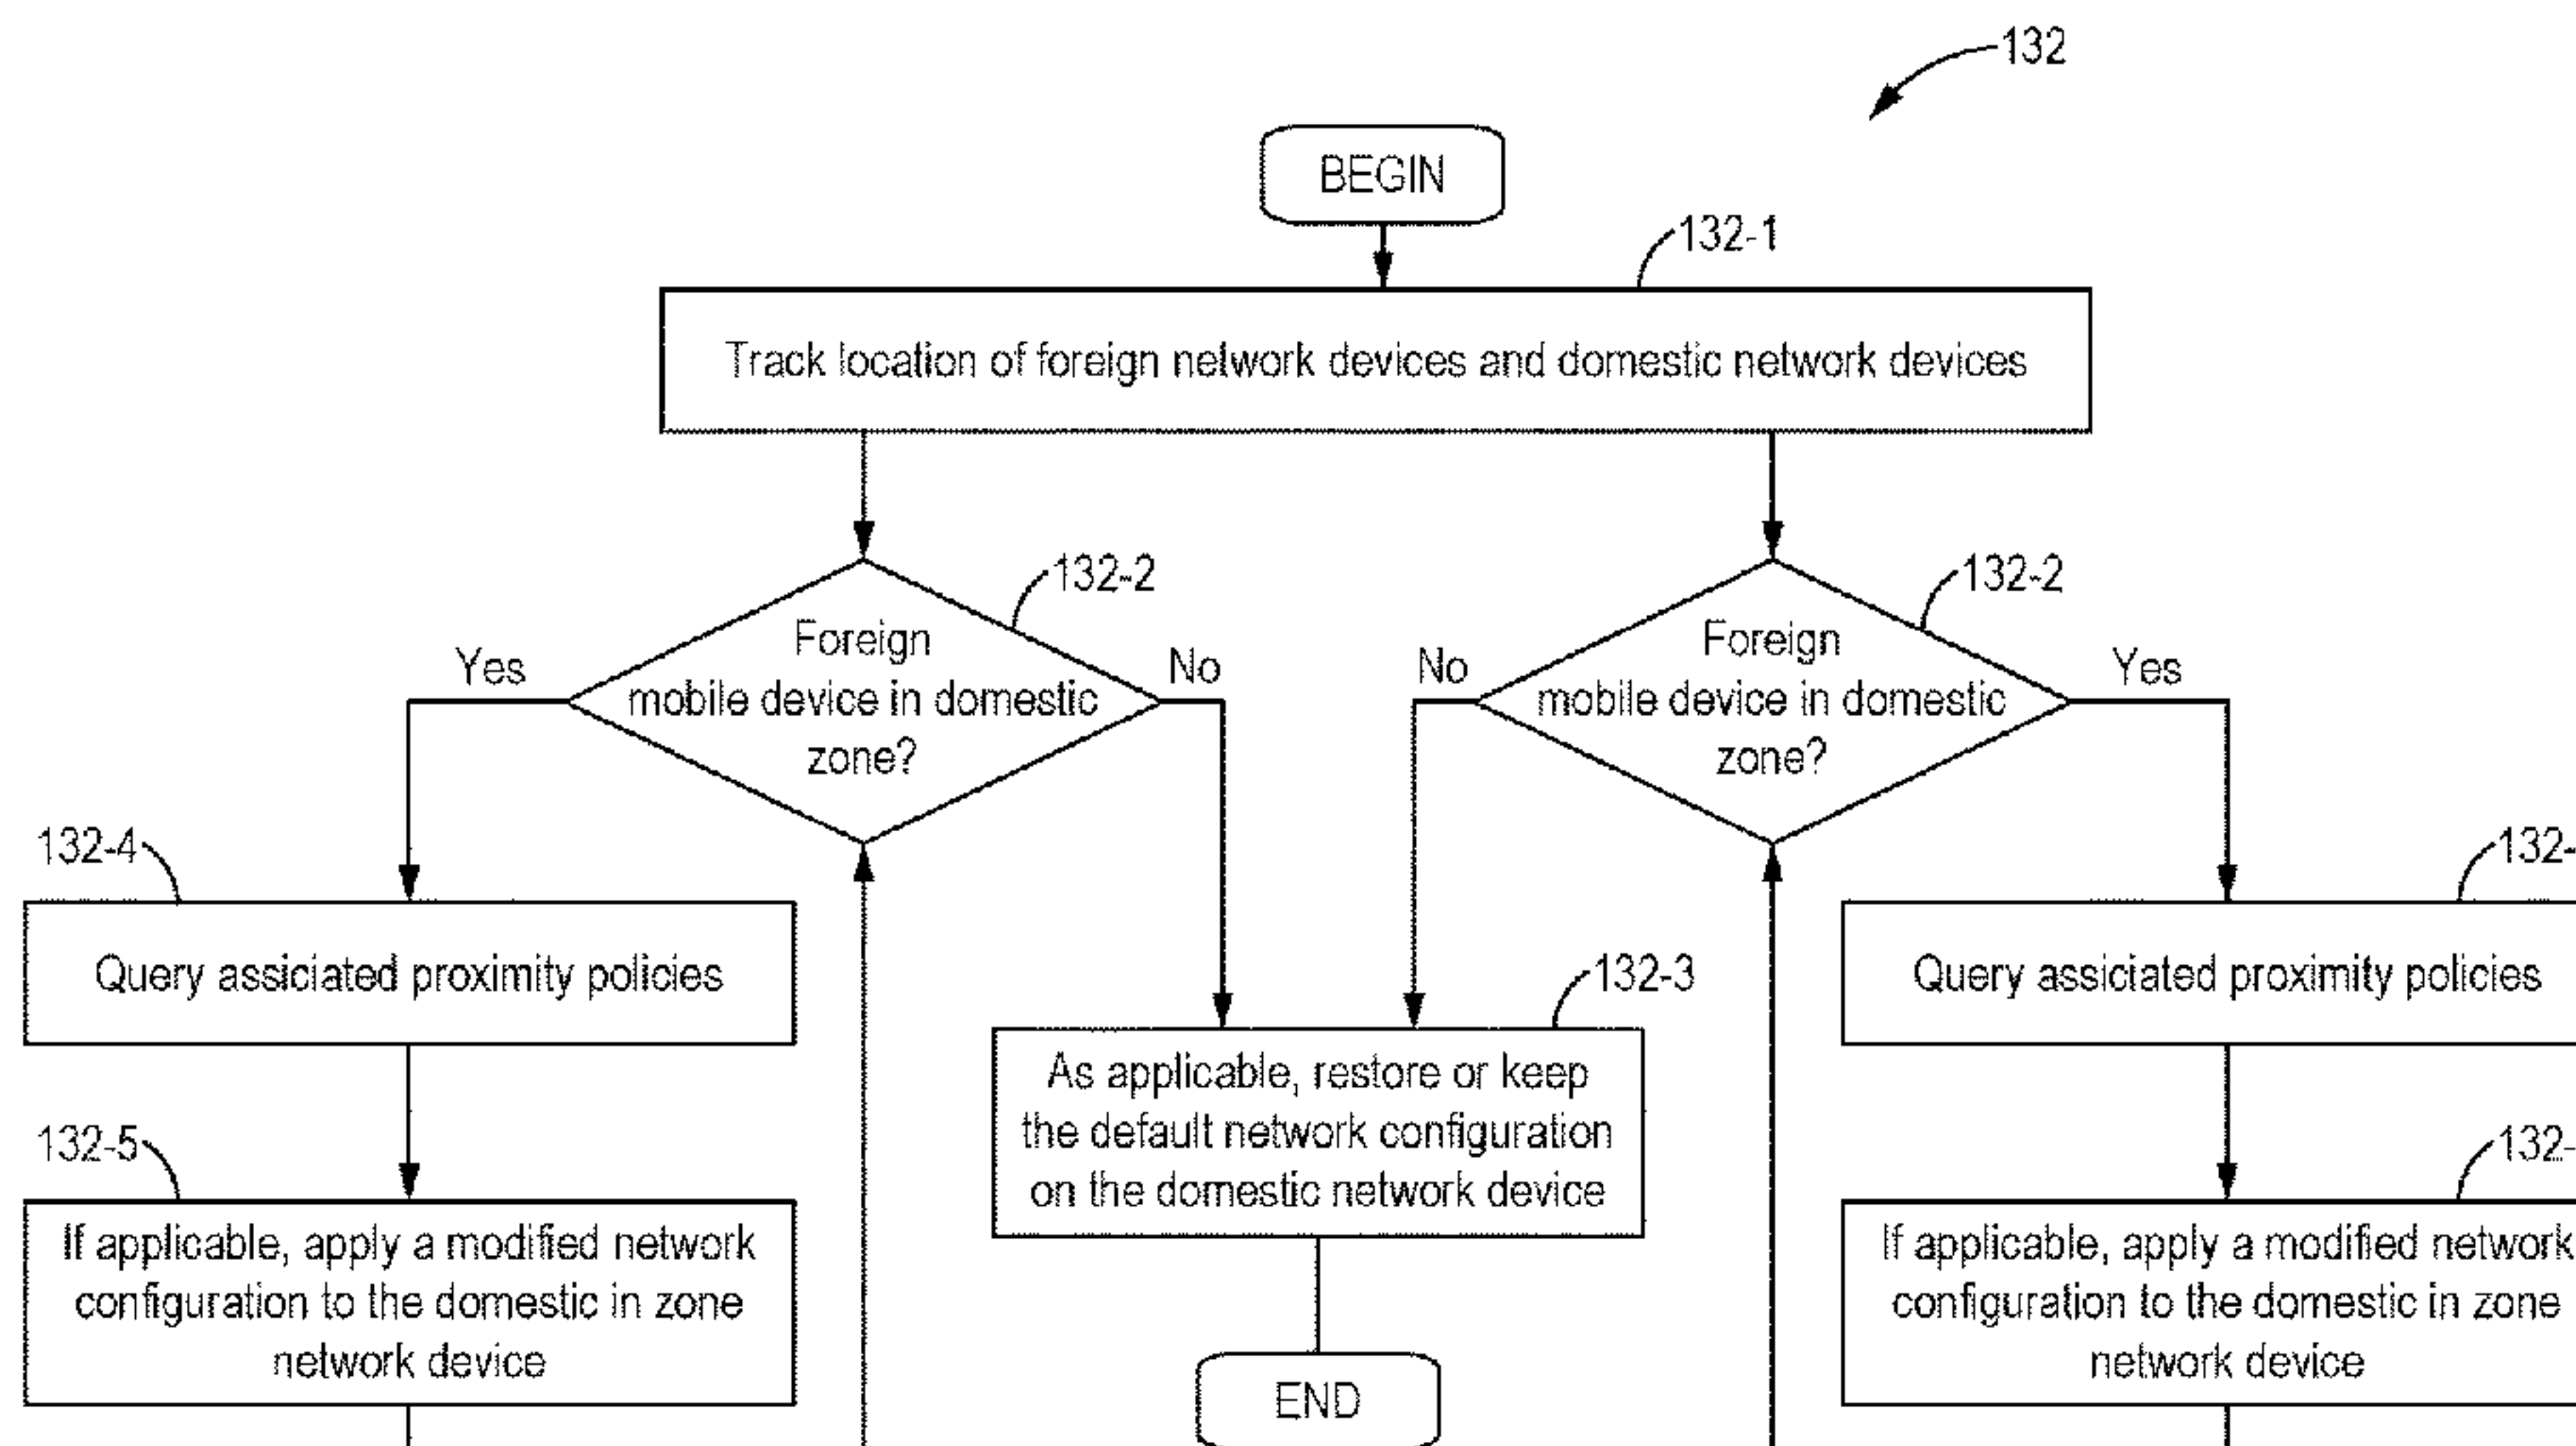 132
BEGIN
132-1
Track location of foreign network devices and domestic network devices
132-2
Foreign
mobile device in domestic
zone?
Yes
No
132-2
Foreign
mobile device in domestic
zone?
No
Yes
132-4
Query assiciated proximity policies
132-3
As applicable, restore or keep
the default network configuration
on the domestic network device
132-
Query assiciated proximity policies
132-5
If applicable, apply a modified network
configuration to the domestic in zone
network device
END
132-
If applicable, apply a modified network
configuration to the domestic in zone
network device